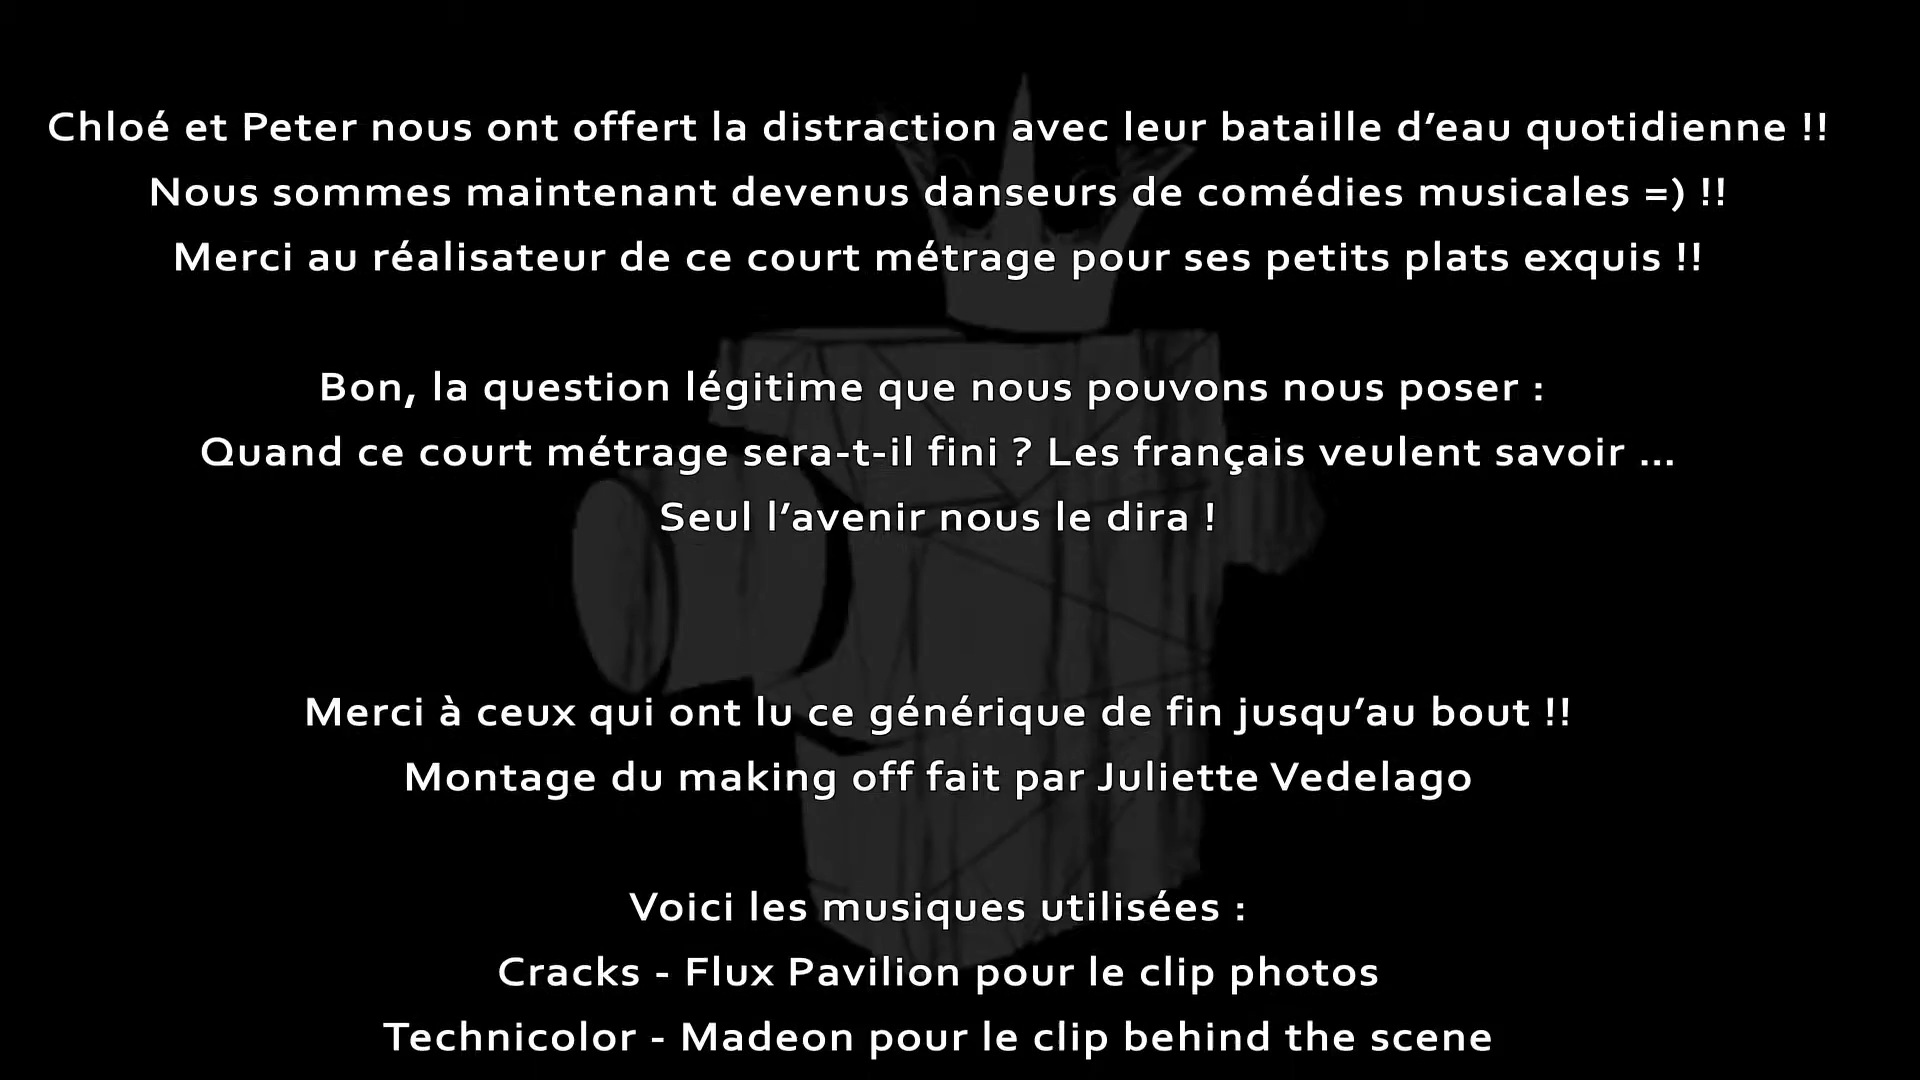 Chloé et Peter nous ont offert la distraction avec leur bataille d’eau quotidienne !!
Nous sommes maintenant devenus danseurs de comédies musicales =) !!
Merci au réalisateur de ce court métrage pour ses petits plats exquis !!
Bon, la question légitime que nous pouvons nous poser :
Quand ce court métrage sera-t-il fini ? Les français veulent savoir ...
Seul l’avenir nous le dira !
Merci à ceux qui ont lu ce générique de fin jusqu’au bout !!
Montage du making off fait par Juliette Vedelago
Voici les musiques utilisées :
Cracks - Flux Pavilion pour le clip photos
Technicolor - Madeon pour le clip behind the scene